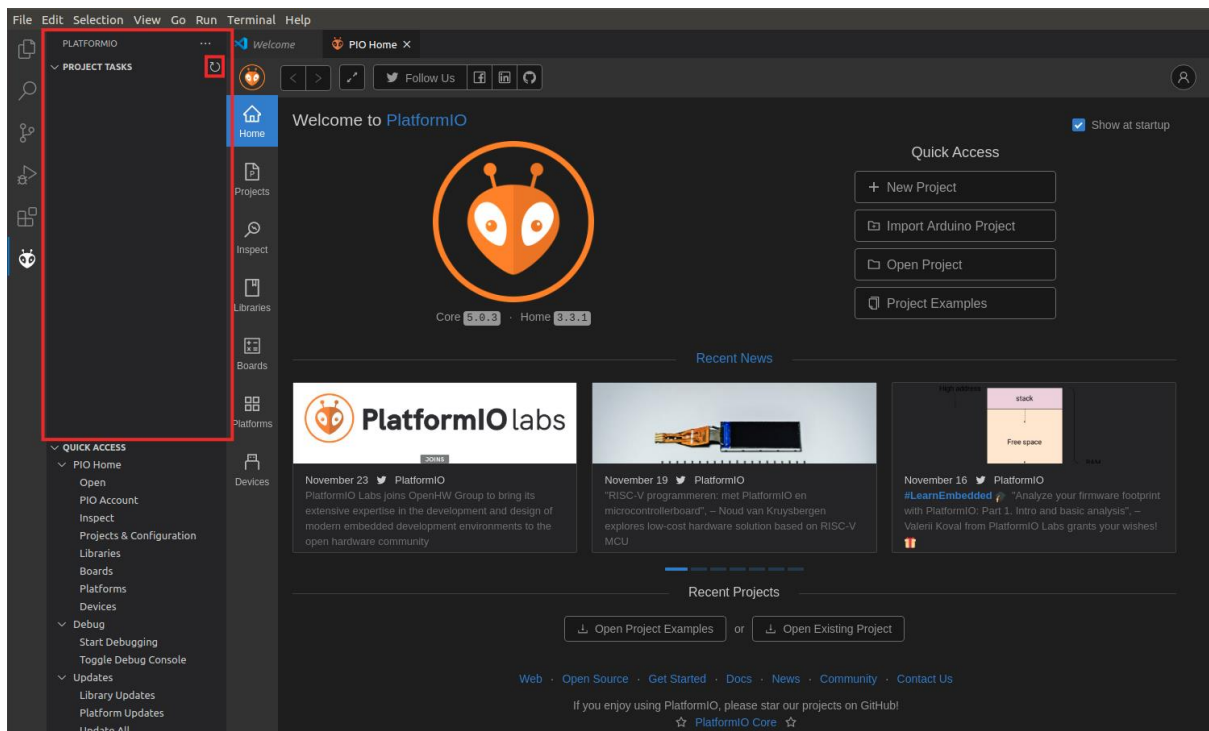 File Edit Selection View Go Run Terminal Help
PLATFORMIO
PROJECT TASKS
QUICK ACCESS
PIO Home
Open
PIO Account
Inspect
Projects & Configuration
Libraries
Boards
Platforms
Devices
Debug
Start Debugging
Toggle Debug Console
Updates
Library Updates
Platform Updates
Update All
Welcome PIO Home
Follow Us
Home
Projects
Inspect
Libraries
Boards
Platforms
Devices
Welcome to PlatformIO
Show at startup
Core 5.0.3 · Home 3.3.1
Quick Access
New Project
Import Arduino Project
Open Project
Project Examples
Recent News
PlatformIO labs
JOINS
November 23 PlatformIO
PlatformIO Labs joins OpenHW Group to bring its
extensive expertise in the development and design of
modern embedded development environments to the
open hardware community
November 19 PlatformIO
"RISC-V programmeren: met PlatformIO en
microcontrollerboard", – Noud van Kruysbergen
explores low-cost hardware solution based on RISC-V
MCU
High address
stack
Free space
November 16 PlatformIO
#LearnEmbedded "Analyze your firmware footprint
with PlatformIO: Part 1. Intro and basic analysis", –
Valerii Koval from PlatformIO Labs grants your wishes!
Recent Projects
Open Project Examples or Open Existing Project
Web · Open Source · Get Started · Docs · News · Community · Contact Us
If you enjoy using PlatformIO, please star our projects on GitHub!
☆ PlatformIO Core ☆